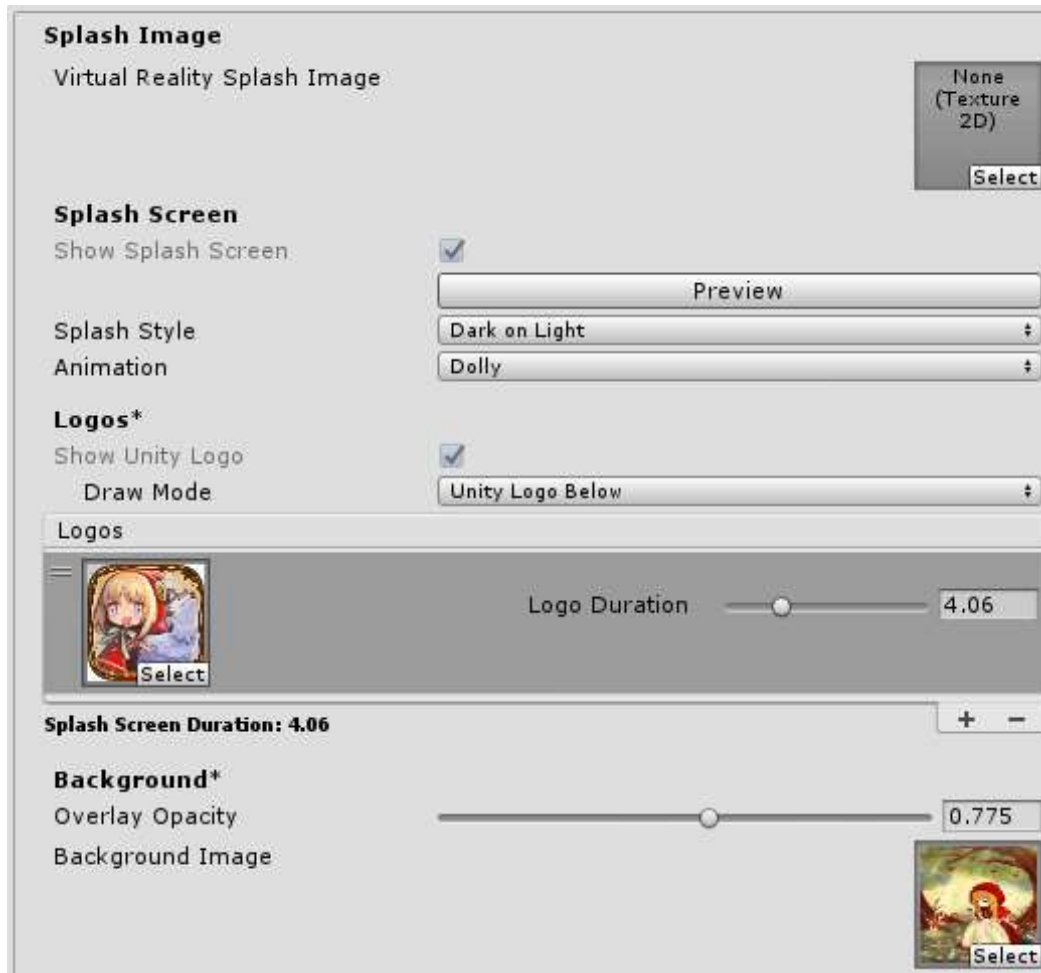 Splash Image
Virtual Reality Splash Image
None
(Texture
2D)
Select
Splash Screen
Show Splash Screen
Preview
Splash Style Dark on Light
Animation Dolly
Logos*
Show Unity Logo
Draw Mode Unity Logo Below
Logos
Logo Duration 4.06
Select
Splash Screen Duration: 4.06
+ −
Background*
Overlay Opacity 0.775
Background Image
Select